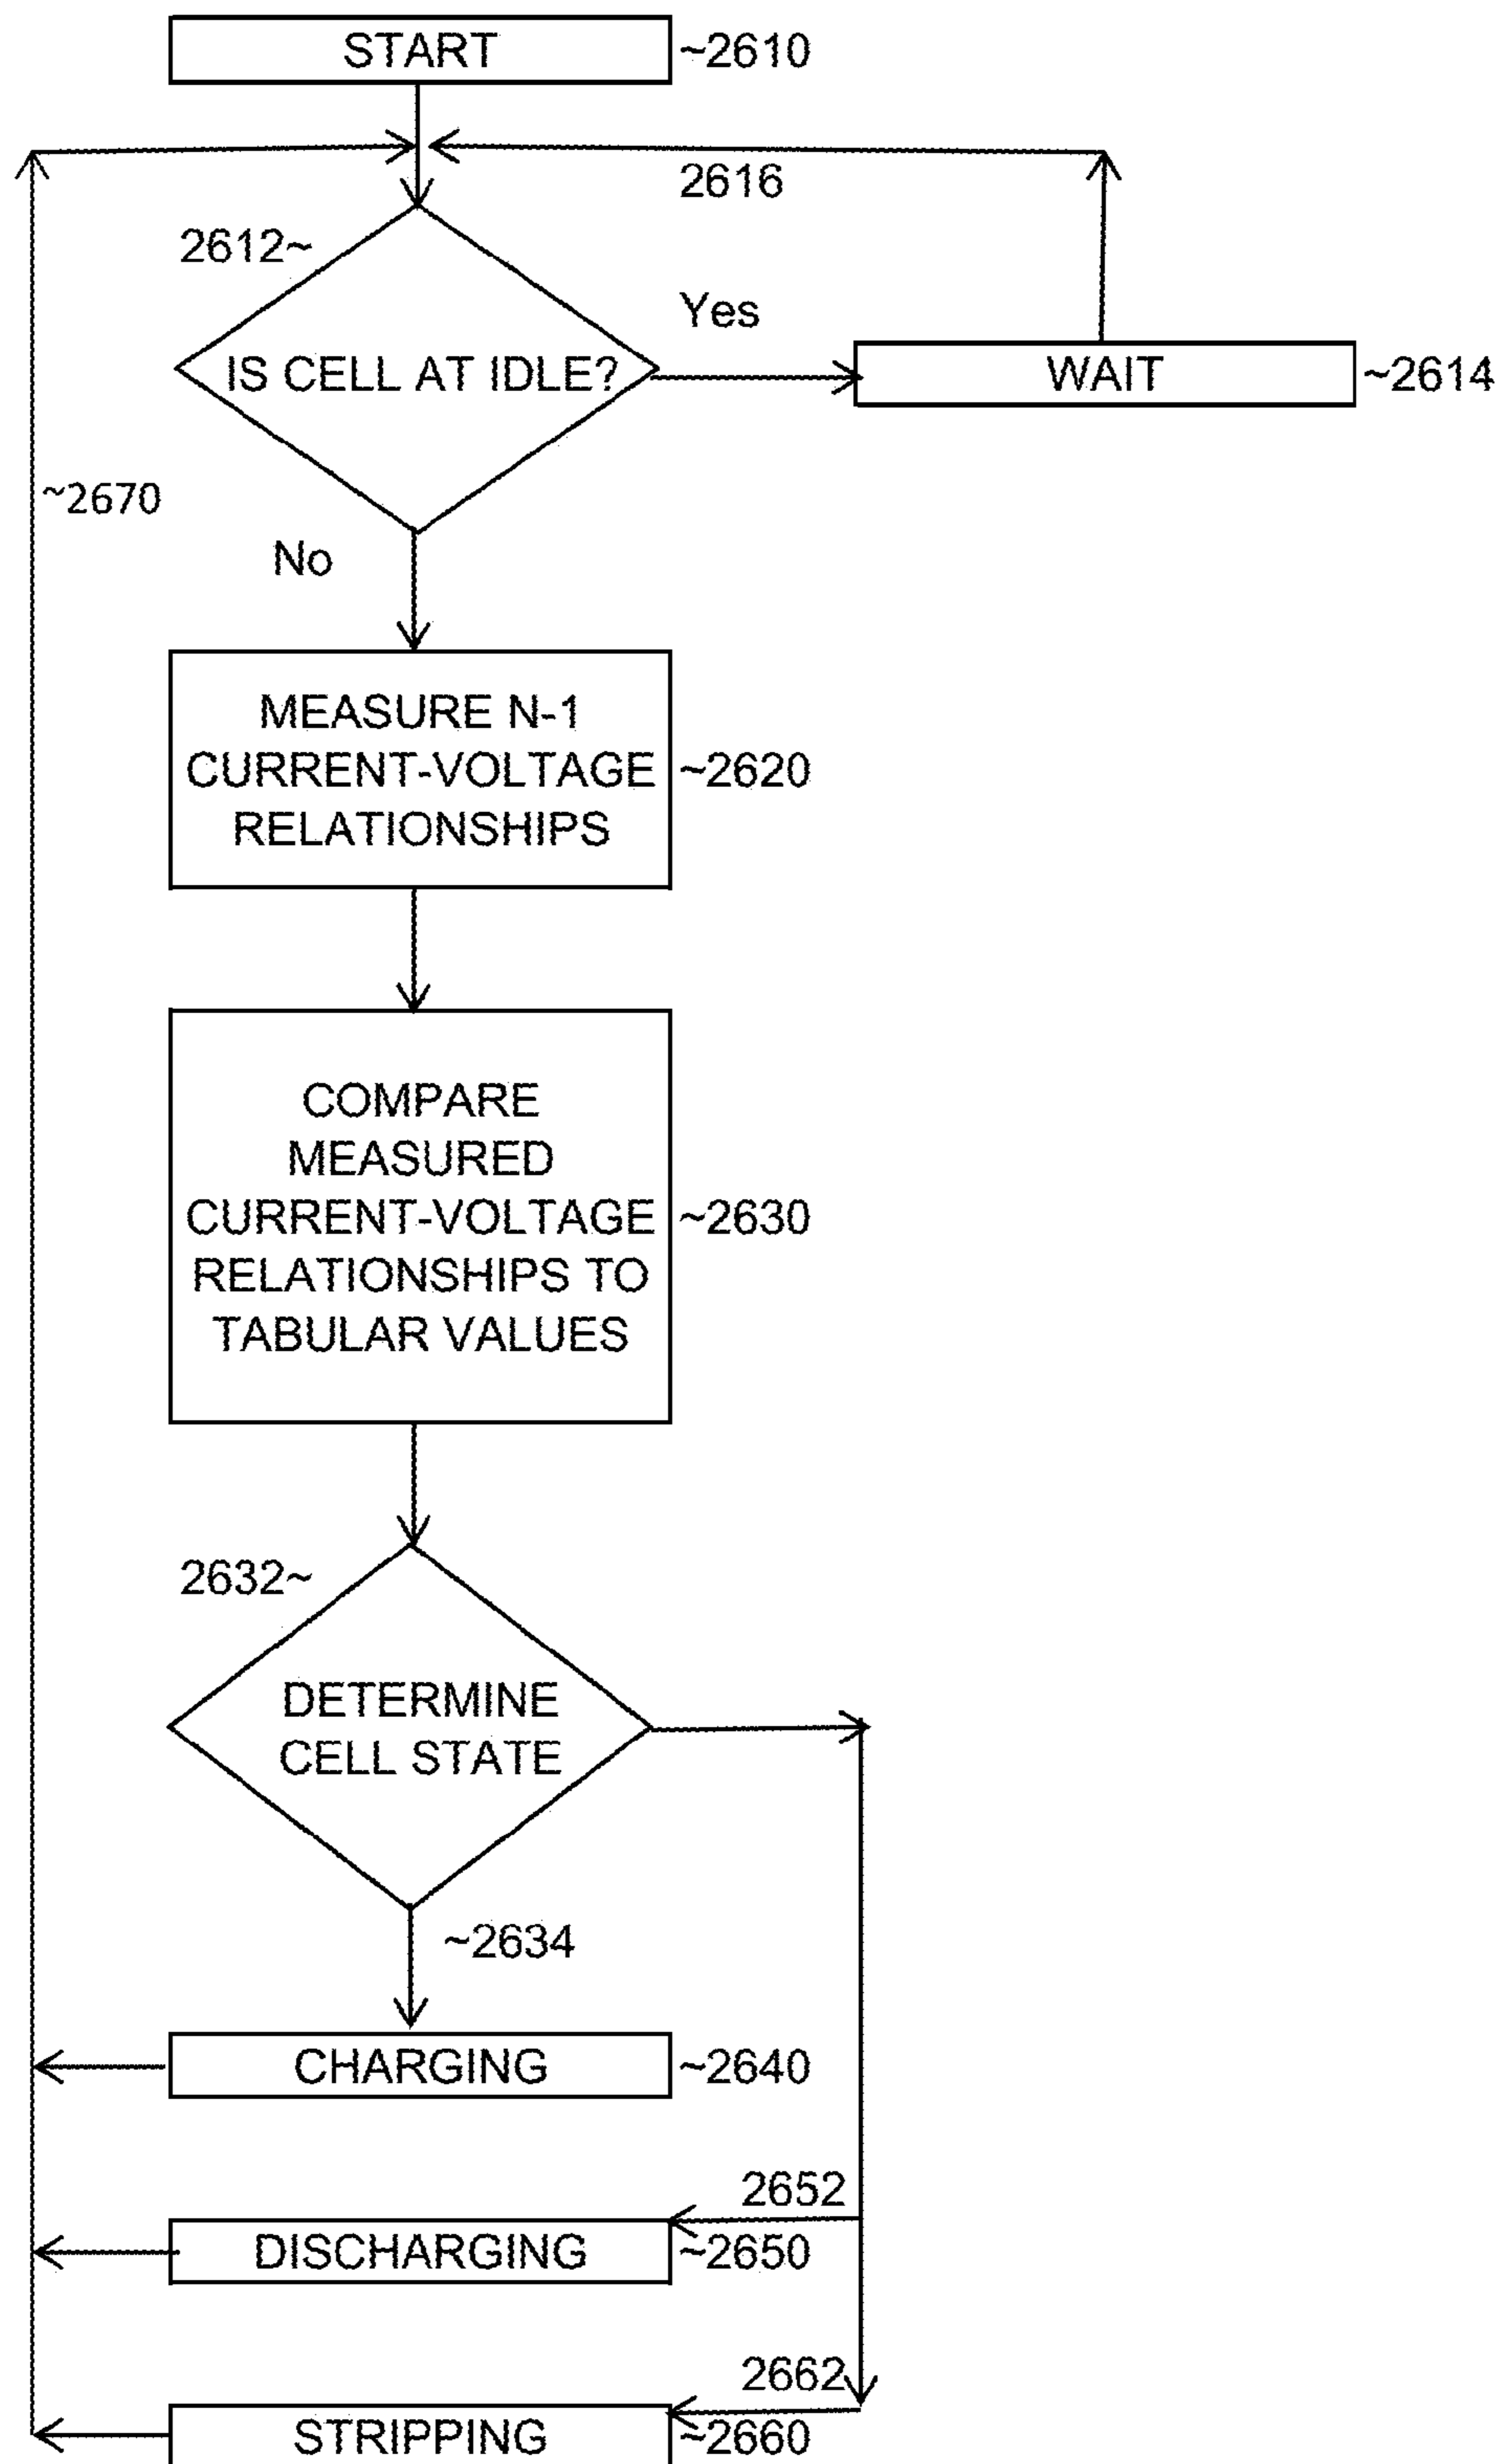 START ~2610
2616
2612~
Yes
IS CELL AT IDLE?
WAIT ~2614
~2670
No
MEASURE N-1
CURRENT-VOLTAGE ~2620
RELATIONSHIPS
COMPARE
MEASURED
CURRENT-VOLTAGE ~2630
RELATIONSHIPS TO
TABULAR VALUES
2632~
DETERMINE
CELL STATE
~2634
CHARGING ~2640
2652
DISCHARGING ~2650
2662
STRIPPING ~2660